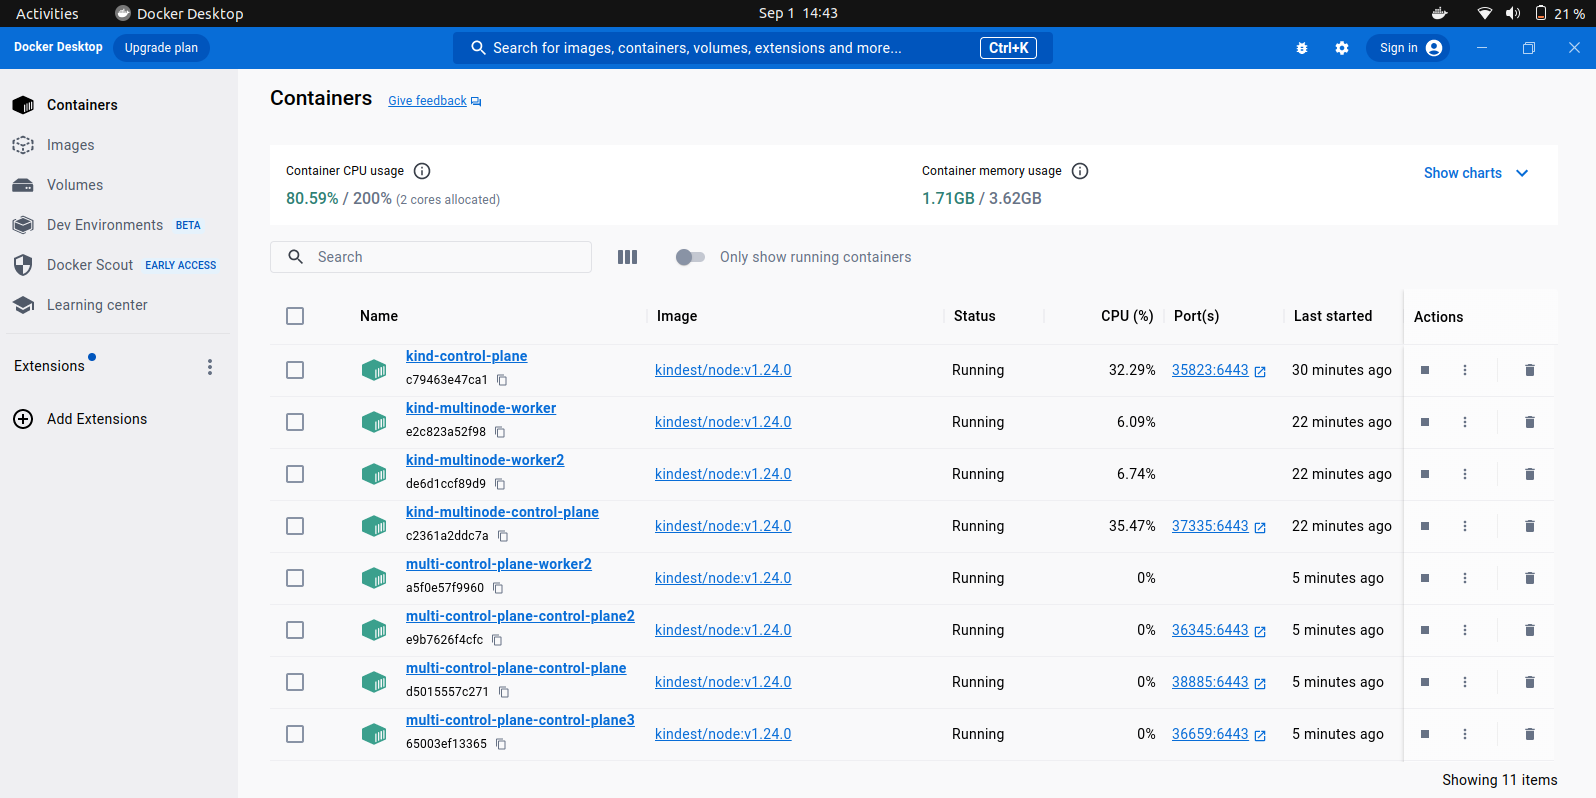 Activities Docker Desktop Sep 1 14:43 21 %
Docker Desktop Upgrade plan Search for images, containers, volumes, extensions and more... Ctrl+K Sign in
Containers
Images
Volumes
Dev Environments BETA
Docker Scout EARLY ACCESS
Learning center
Extensions
Add Extensions
Containers Give feedback
Container CPU usage
80.59% / 200% (2 cores allocated)
Container memory usage
1.71GB / 3.62GB
Show charts
Search
Only show running containers
Name Image Status CPU (%) Port(s) Last started Actions
kind-control-plane
c79463e47ca1
kindest/node:v1.24.0 Running 32.29% 35823:6443 30 minutes ago
kind-multinode-worker
e2c823a52f98
kindest/node:v1.24.0 Running 6.09% 22 minutes ago
kind-multinode-worker2
de6d1ccf89d9
kindest/node:v1.24.0 Running 6.74% 22 minutes ago
kind-multinode-control-plane
c2361a2ddc7a
kindest/node:v1.24.0 Running 35.47% 37335:6443 22 minutes ago
multi-control-plane-worker2
a5f0e57f9960
kindest/node:v1.24.0 Running 0% 5 minutes ago
multi-control-plane-control-plane2
e9b7626f4cfc
kindest/node:v1.24.0 Running 0% 36345:6443 5 minutes ago
multi-control-plane-control-plane
d5015557c271
kindest/node:v1.24.0 Running 0% 38885:6443 5 minutes ago
multi-control-plane-control-plane3
65003ef13365
kindest/node:v1.24.0 Running 0% 36659:6443 5 minutes ago
Showing 11 items